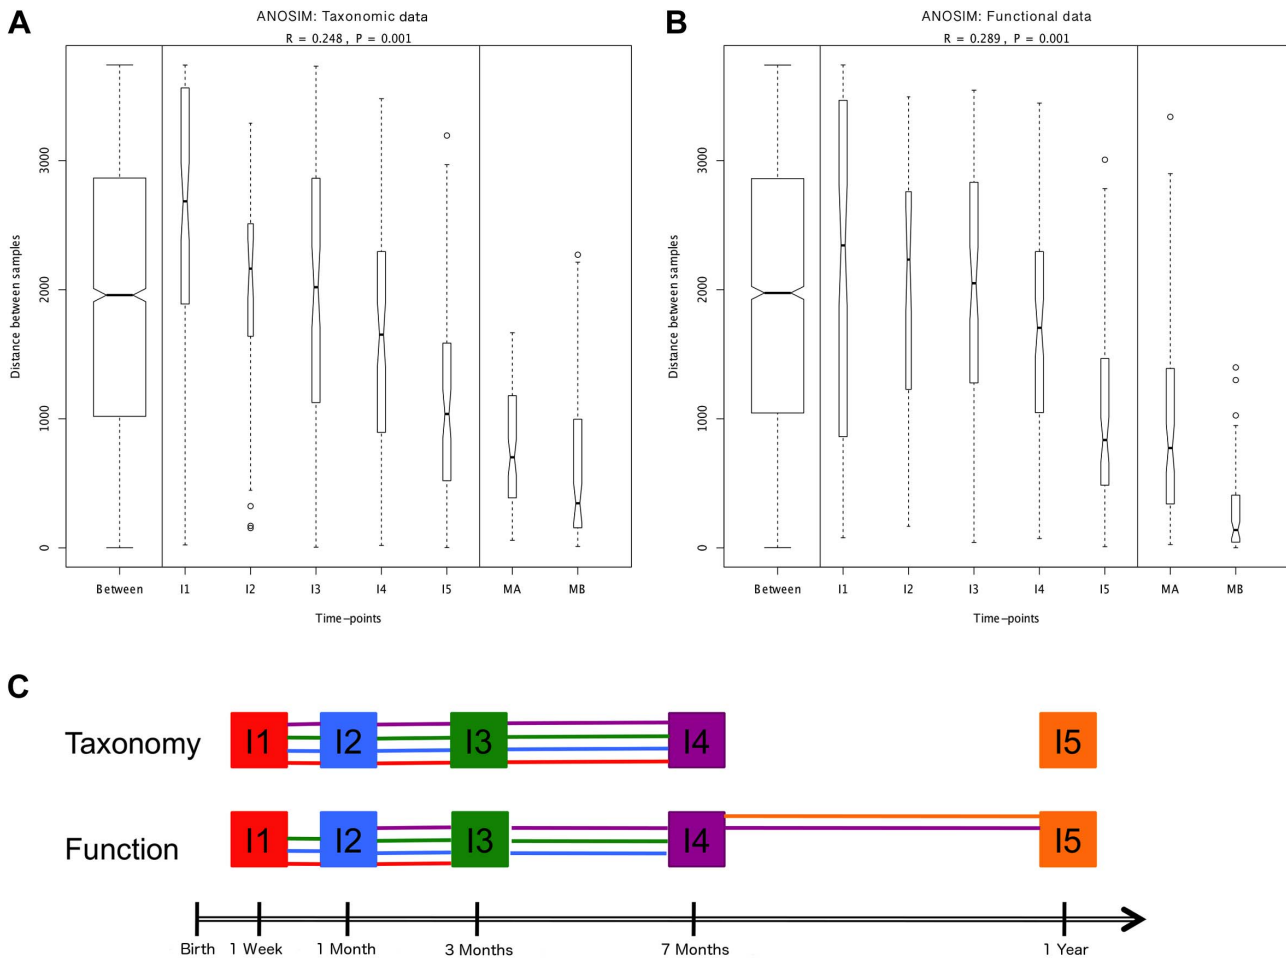 A
ANOSIM: Taxonomic data
R = 0.248 , P = 0.001
Distance between samples
3000
2000
1000
0
Between I1 I2 I3 I4 I5 MA MB
Time–points
B
ANOSIM: Functional data
R = 0.289 , P = 0.001
Distance between samples
3000
2000
1000
0
Between I1 I2 I3 I4 I5 MA MB
Time–points
C
Taxonomy I1 I2 I3 I4 I5
Function I1 I2 I3 I4 I5
Birth 1 Week 1 Month 3 Months 7 Months 1 Year